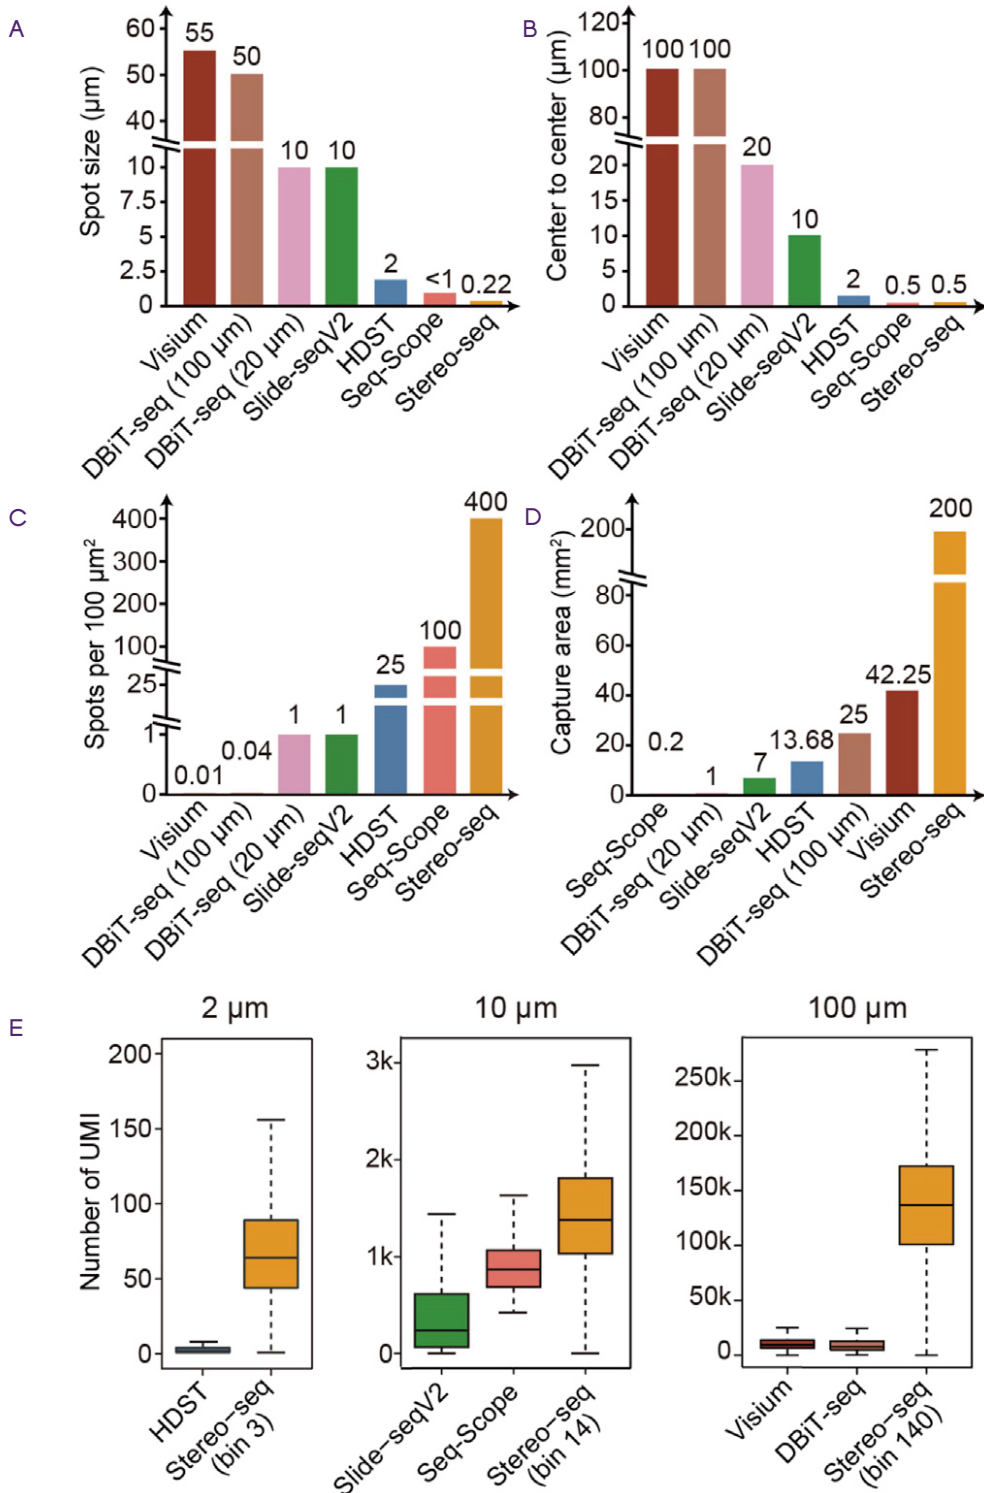 A
Spot size (µm)
60
50
40
10
7.5
5
2.5
0
55
50
10
10
2
<1
0.22
Visium
DBiT-seq (100 µm)
DBiT-seq (20 µm)
Slide-seqV2
HDST
Seq-Scope
Stereo-seq
B
Center to center (µm)
120
100
80
20
15
10
5
0
100
100
20
10
2
0.5
0.5
Visium
DBiT-seq (100 µm)
DBiT-seq (20 µm)
Slide-seqV2
HDST
Seq-Scope
Stereo-seq
C
Spots per 100 µm²
400
300
200
100
25
1
0
0.01
0.04
1
1
25
100
400
Visium
DBiT-seq (100 µm)
DBiT-seq (20 µm)
Slide-seqV2
HDST
Seq-Scope
Stereo-seq
D
Capture area (mm²)
200
80
60
40
20
0
0.2
1
7
13.68
25
42.25
200
Seq-Scope
DBiT-seq (20 µm)
Slide-seqV2
HDST
DBiT-seq (100 µm)
Visium
Stereo-seq
E
Number of UMI
2 µm
200
150
100
50
0
HDST
Stereo-seq
(bin 3)
10 µm
3k
2k
1k
0
Slide-seqV2
Seq-Scope
Stereo-seq
(bin 14)
100 µm
250k
200k
150k
100k
50k
0
Visium
DBiT-seq
Stereo-seq
(bin 140)